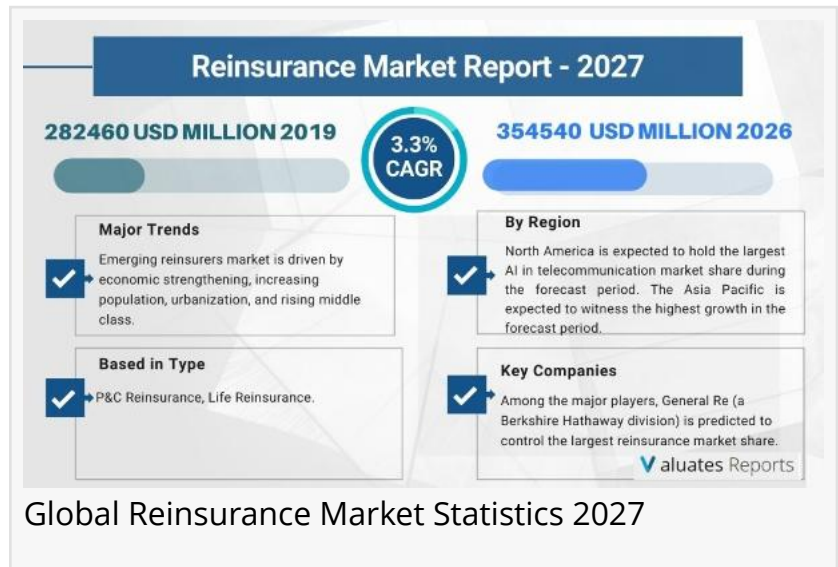 Reinsurance Market Report - 2027
282460 USD MILLION 2019
3.3%
CAGR
354540 USD MILLION 2026
Major Trends
Emerging reinsurers market is driven by
economic strengthening, increasing
population, urbanization, and rising middle
class.
By Region
North America is expected to hold the largest
AI in telecommunication market share during
the forecast period. The Asia Pacific is
expected to witness the highest growth in the
forecast period.
Based in Type
P&C Reinsurance, Life Reinsurance.
Key Companies
Among the major players, General Re (a
Berkshire Hathaway division) is predicted to
control the largest reinsurance market share.
Valuates Reports
Global Reinsurance Market Statistics 2027